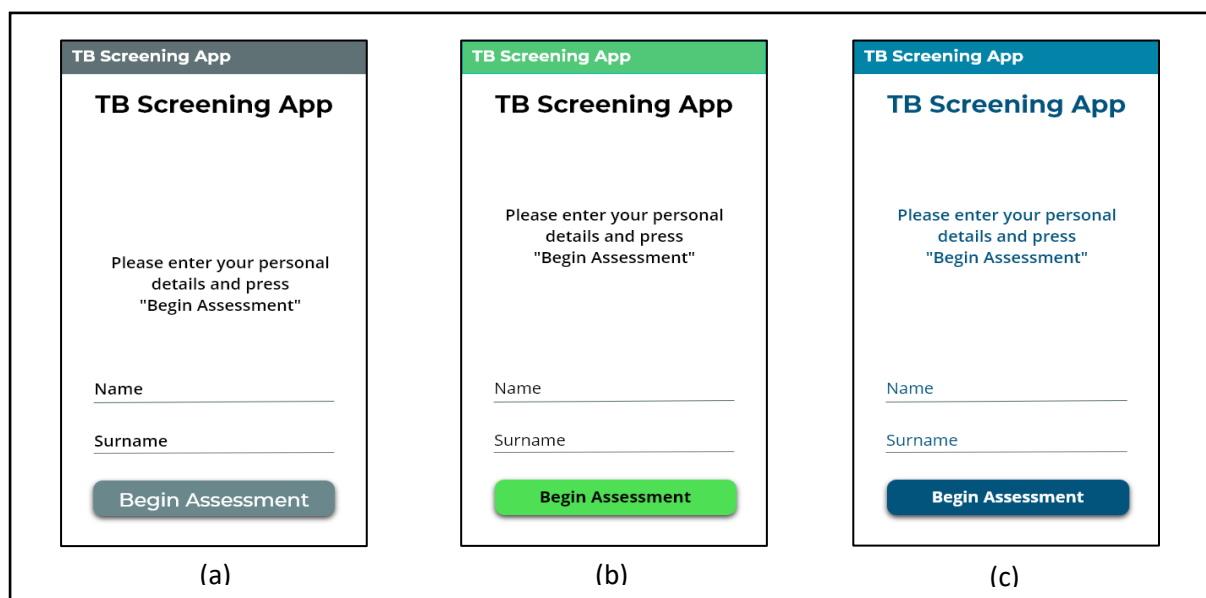 TB Screening App
TB Screening App
Please enter your personal
details and press
"Begin Assessment"
Name
Surname
Begin Assessment
(a)
TB Screening App
TB Screening App
Please enter your personal
details and press
"Begin Assessment"
Name
Surname
Begin Assessment
(b)
TB Screening App
TB Screening App
Please enter your personal
details and press
"Begin Assessment"
Name
Surname
Begin Assessment
(c)